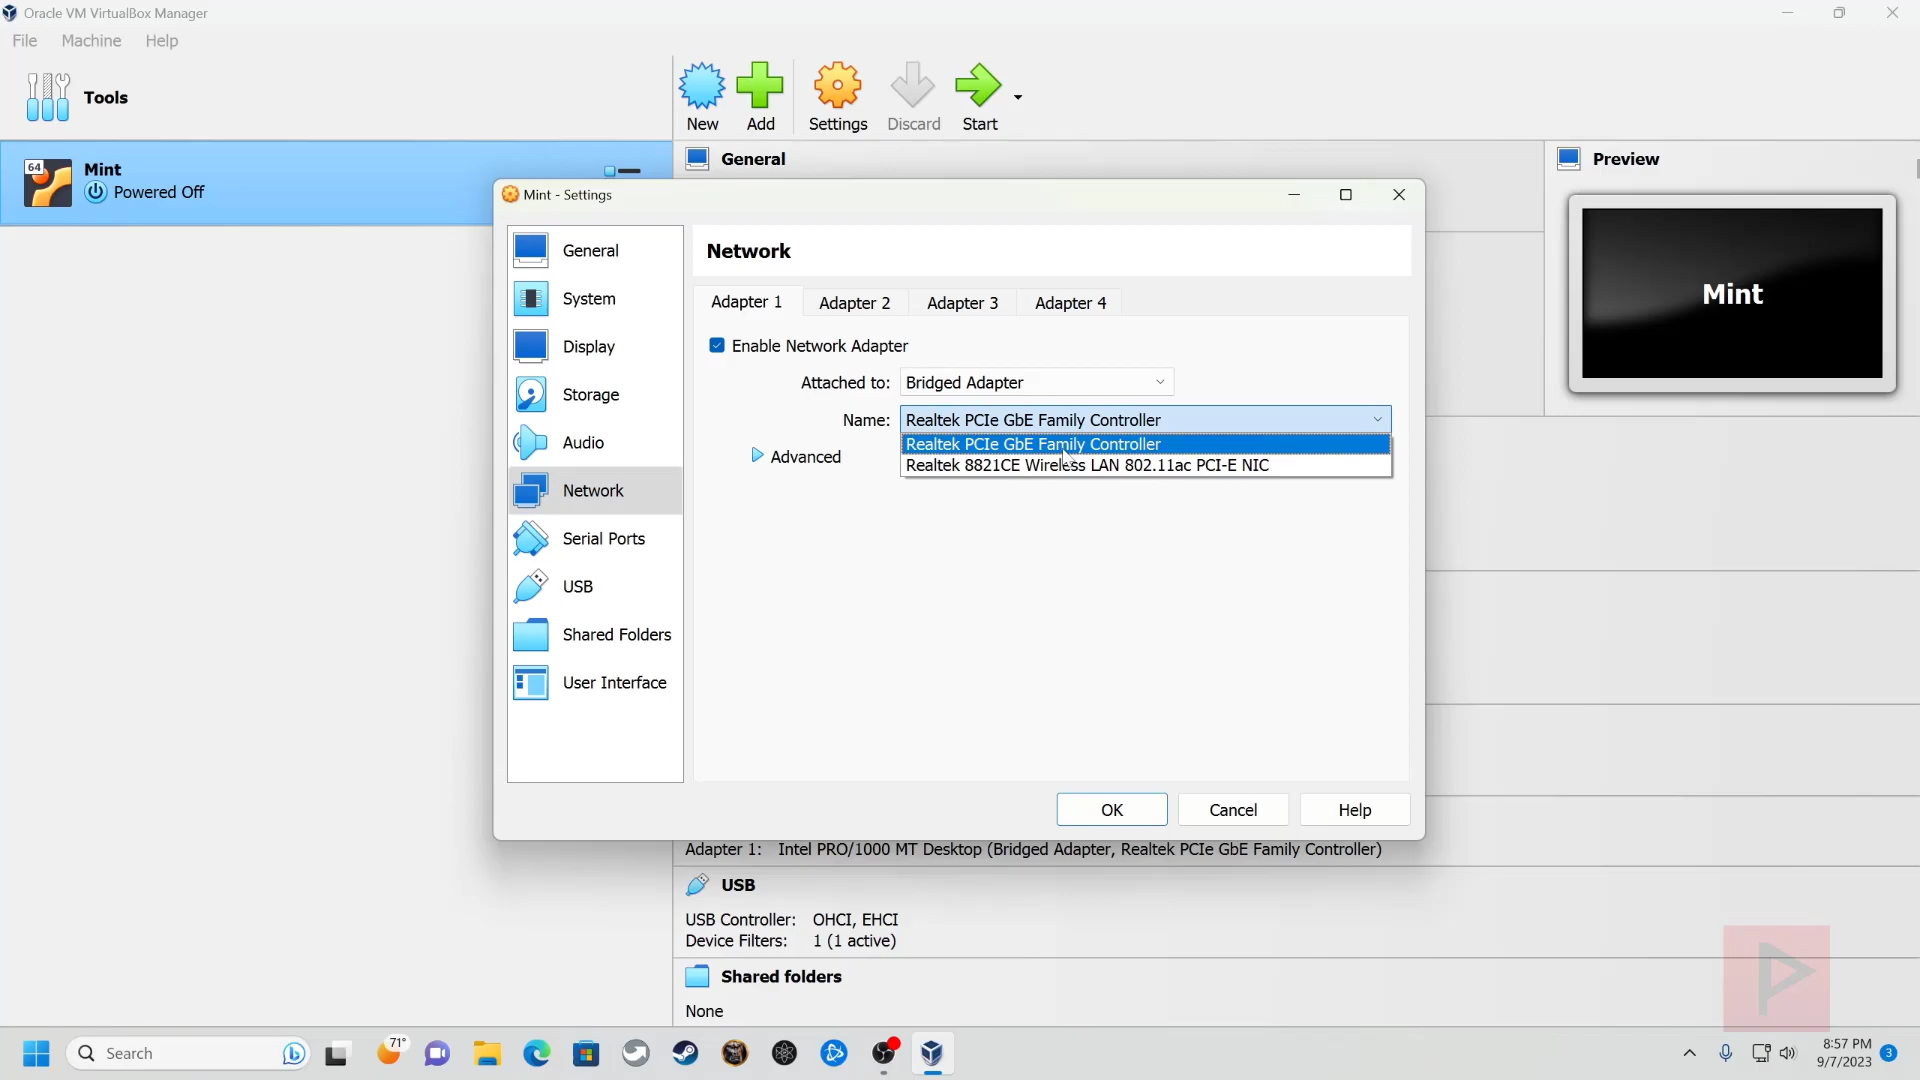 Oracle VM VirtualBox Manager
File Machine Help
Tools
New Add Settings Discard Start
64
Mint
Powered Off
General
Preview
Mint
Mint - Settings
General
System
Display
Storage
Audio
Network
Serial Ports
USB
Shared Folders
User Interface
Network
Adapter 1 Adapter 2 Adapter 3 Adapter 4
Enable Network Adapter
Attached to: Bridged Adapter
Name: Realtek PCIe GbE Family Controller
Realtek PCIe GbE Family Controller
Realtek 8821CE Wireless LAN 802.11ac PCI-E NIC
Advanced
OK Cancel Help
Adapter 1: Intel PRO/1000 MT Desktop (Bridged Adapter, Realtek PCIe GbE Family Controller)
USB
USB Controller: OHCI, EHCI
Device Filters: 1 (1 active)
Shared folders
None
Search
71°
8:57 PM
9/7/2023
3